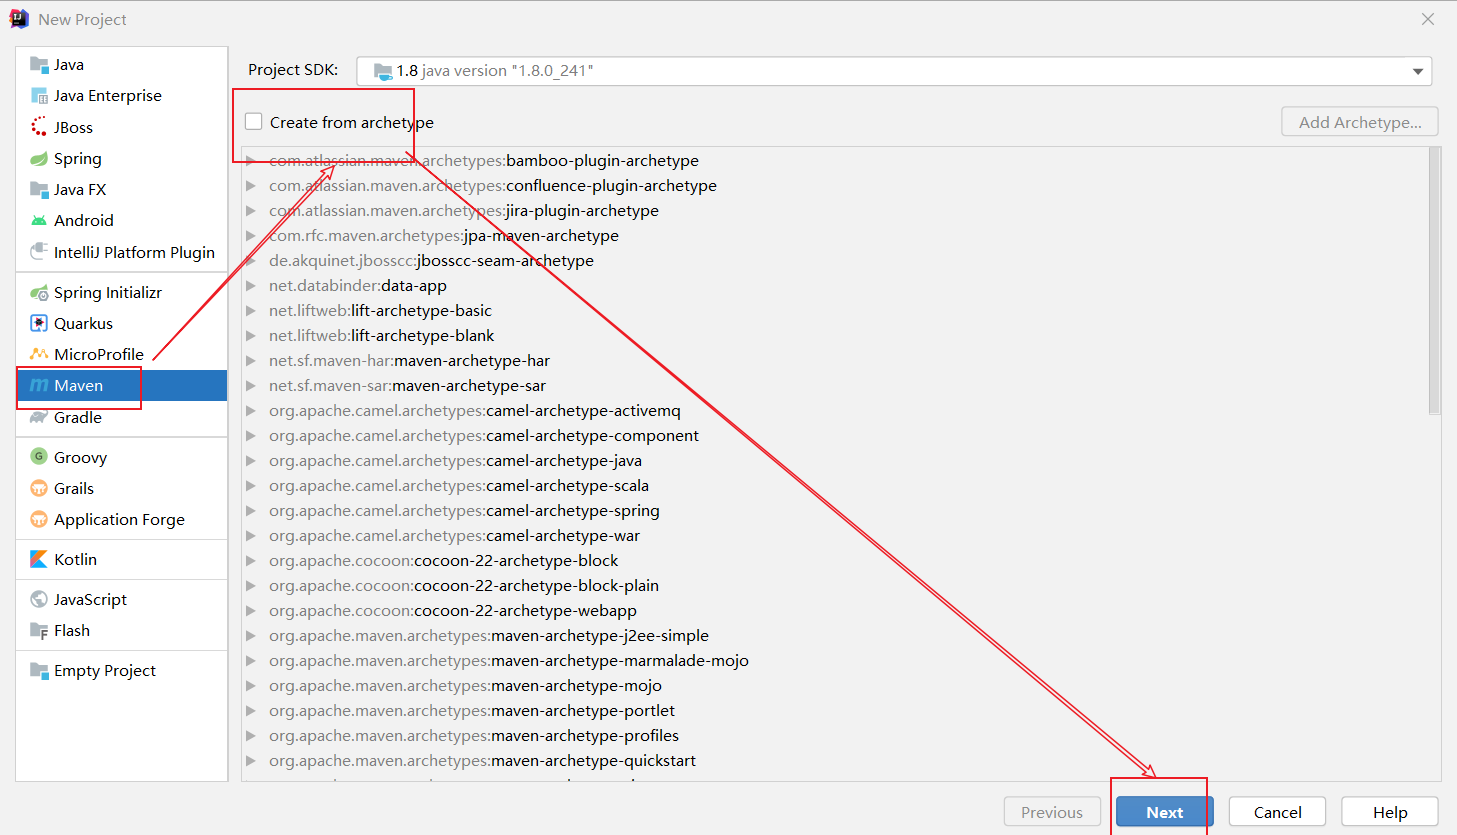 New Project
Java
Java Enterprise
JBoss
Spring
Java FX
Android
IntelliJ Platform Plugin
Spring Initializr
Quarkus
MicroProfile
Maven
Gradle
Groovy
Grails
Application Forge
Kotlin
JavaScript
Flash
Empty Project
Project SDK: 1.8 java version "1.8.0_241"
Create from archetype
Add Archetype...
com.atlassian.maven.archetypes:bamboo-plugin-archetype
com.atlassian.maven.archetypes:confluence-plugin-archetype
com.atlassian.maven.archetypes:jira-plugin-archetype
com.rfc.maven.archetypes:jpa-maven-archetype
de.akquinet.jbosscc:jbosscc-seam-archetype
net.databinder:data-app
net.liftweb:lift-archetype-basic
net.liftweb:lift-archetype-blank
net.sf.maven-har:maven-archetype-har
net.sf.maven-sar:maven-archetype-sar
org.apache.camel.archetypes:camel-archetype-activemq
org.apache.camel.archetypes:camel-archetype-component
org.apache.camel.archetypes:camel-archetype-java
org.apache.camel.archetypes:camel-archetype-scala
org.apache.camel.archetypes:camel-archetype-spring
org.apache.camel.archetypes:camel-archetype-war
org.apache.cocoon:cocoon-22-archetype-block
org.apache.cocoon:cocoon-22-archetype-block-plain
org.apache.cocoon:cocoon-22-archetype-webapp
org.apache.maven.archetypes:maven-archetype-j2ee-simple
org.apache.maven.archetypes:maven-archetype-marmalade-mojo
org.apache.maven.archetypes:maven-archetype-mojo
org.apache.maven.archetypes:maven-archetype-portlet
org.apache.maven.archetypes:maven-archetype-profiles
org.apache.maven.archetypes:maven-archetype-quickstart
Previous
Next
Cancel
Help